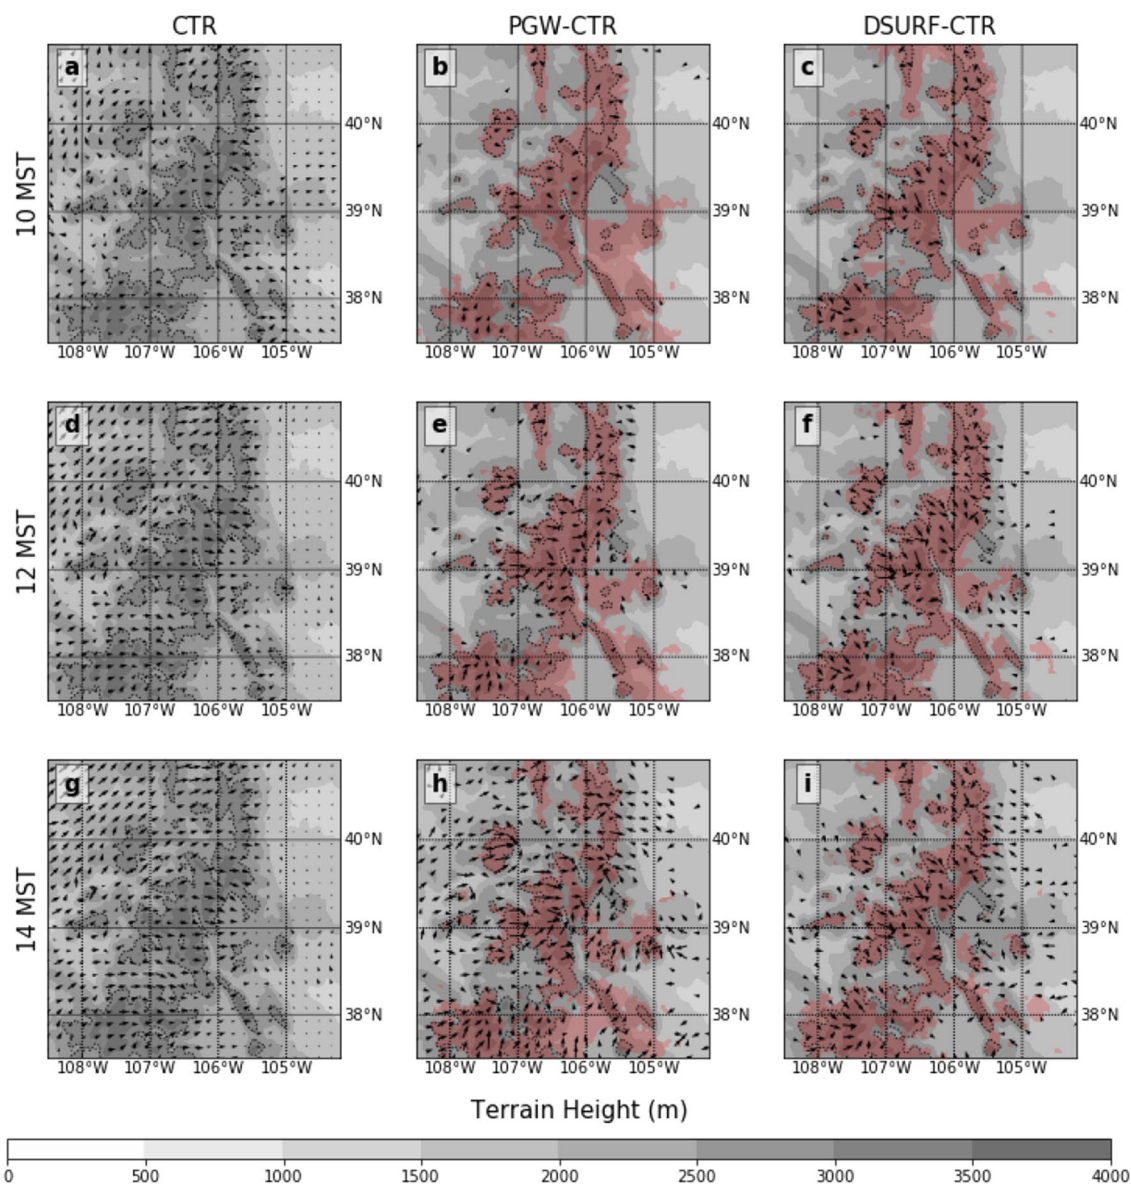 CTR PGW-CTR DSURF-CTR
10 MST
a b c
40°N 40°N 40°N
39°N 39°N 39°N
38°N 38°N 38°N
108°W 107°W 106°W 105°W 108°W 107°W 106°W 105°W 108°W 107°W 106°W 105°W
12 MST
d e f
40°N 40°N 40°N
39°N 39°N 39°N
38°N 38°N 38°N
108°W 107°W 106°W 105°W 108°W 107°W 106°W 105°W 108°W 107°W 106°W 105°W
14 MST
g h i
40°N 40°N 40°N
39°N 39°N 39°N
38°N 38°N 38°N
108°W 107°W 106°W 105°W 108°W 107°W 106°W 105°W 108°W 107°W 106°W 105°W
Terrain Height (m)
0 500 1000 1500 2000 2500 3000 3500 4000